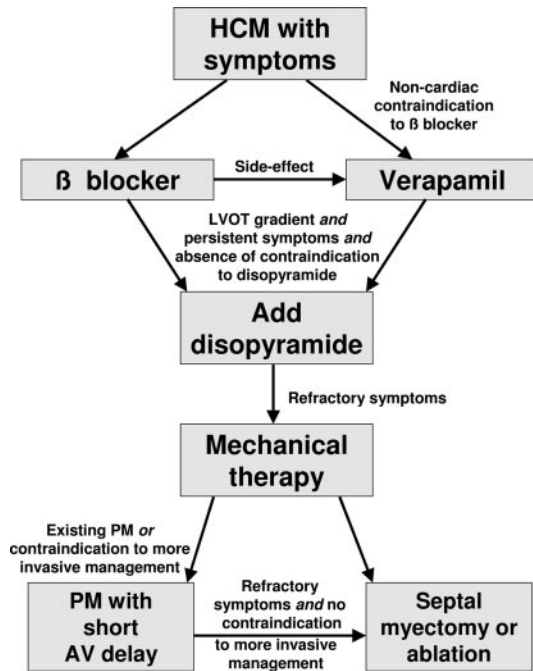 HCM with
symptoms
Non-cardiac
contraindication
to ß blocker
ß blocker
Side-effect
Verapamil
LVOT gradient and
persistent symptoms and
absence of contraindication
to disopyramide
Add
disopyramide
Refractory symptoms
Mechanical
therapy
Existing PM or
contraindication to more
invasive management
PM with
short
AV delay
Refractory
symptoms and no
contraindication
to more invasive
management
Septal
myectomy or
ablation